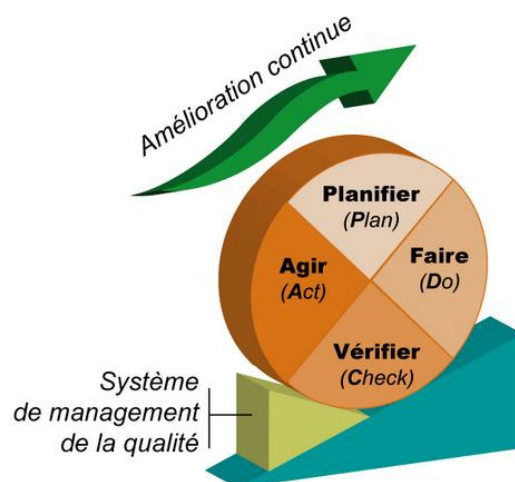 Amélioration continue
Planifier
(Plan)
Faire
(Do)
Agir
(Act)
Vérifier
(Check)
Système
de management
de la qualité